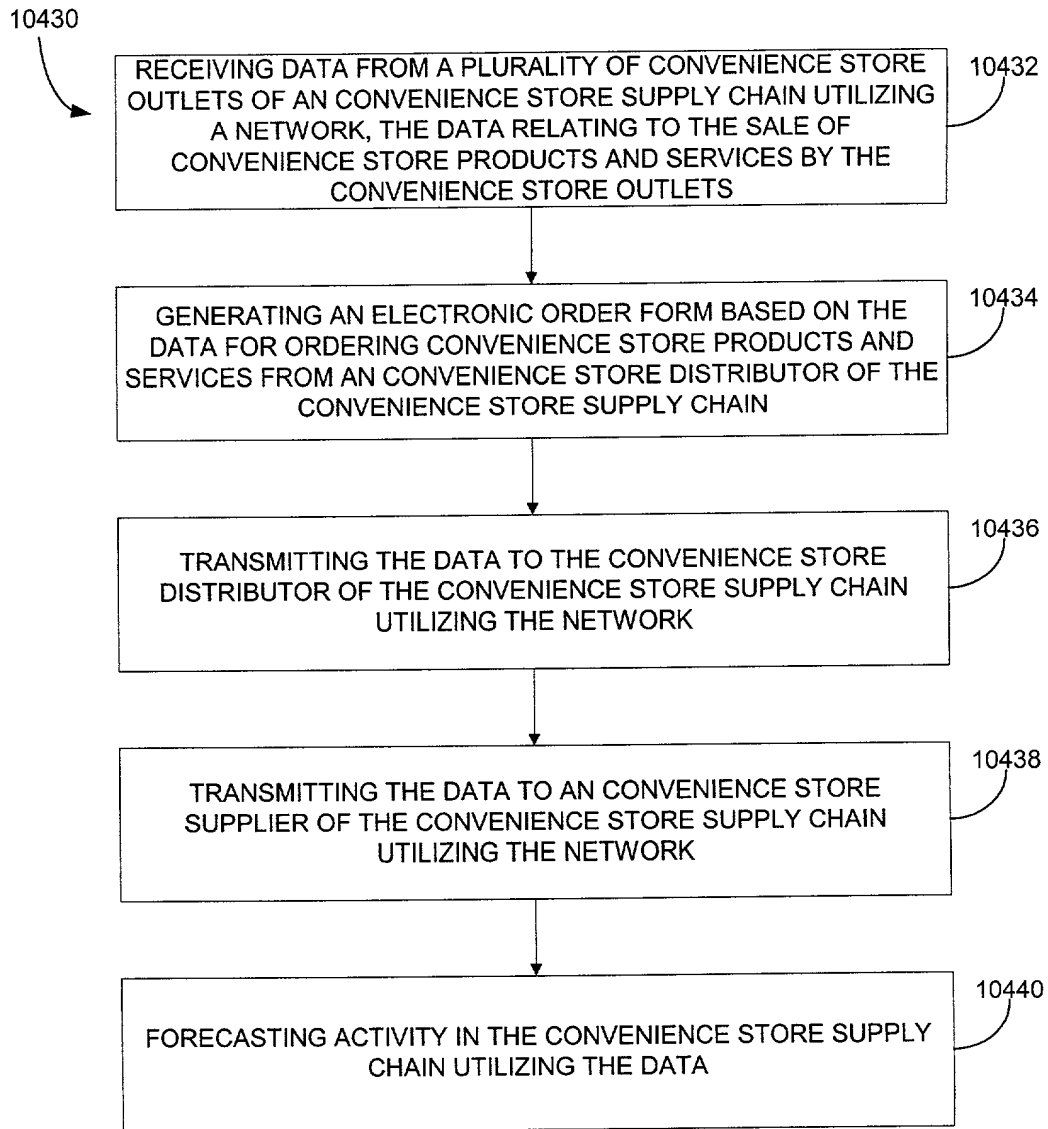 10430
RECEIVING DATA FROM A PLURALITY OF CONVENIENCE STORE
OUTLETS OF AN CONVENIENCE STORE SUPPLY CHAIN UTILIZING
A NETWORK, THE DATA RELATING TO THE SALE OF
CONVENIENCE STORE PRODUCTS AND SERVICES BY THE
CONVENIENCE STORE OUTLETS
10432
GENERATING AN ELECTRONIC ORDER FORM BASED ON THE
DATA FOR ORDERING CONVENIENCE STORE PRODUCTS AND
SERVICES FROM AN CONVENIENCE STORE DISTRIBUTOR OF THE
CONVENIENCE STORE SUPPLY CHAIN
10434
TRANSMITTING THE DATA TO THE CONVENIENCE STORE
DISTRIBUTOR OF THE CONVENIENCE STORE SUPPLY CHAIN
UTILIZING THE NETWORK
10436
TRANSMITTING THE DATA TO AN CONVENIENCE STORE
SUPPLIER OF THE CONVENIENCE STORE SUPPLY CHAIN
UTILIZING THE NETWORK
10438
FORECASTING ACTIVITY IN THE CONVENIENCE STORE SUPPLY
CHAIN UTILIZING THE DATA
10440